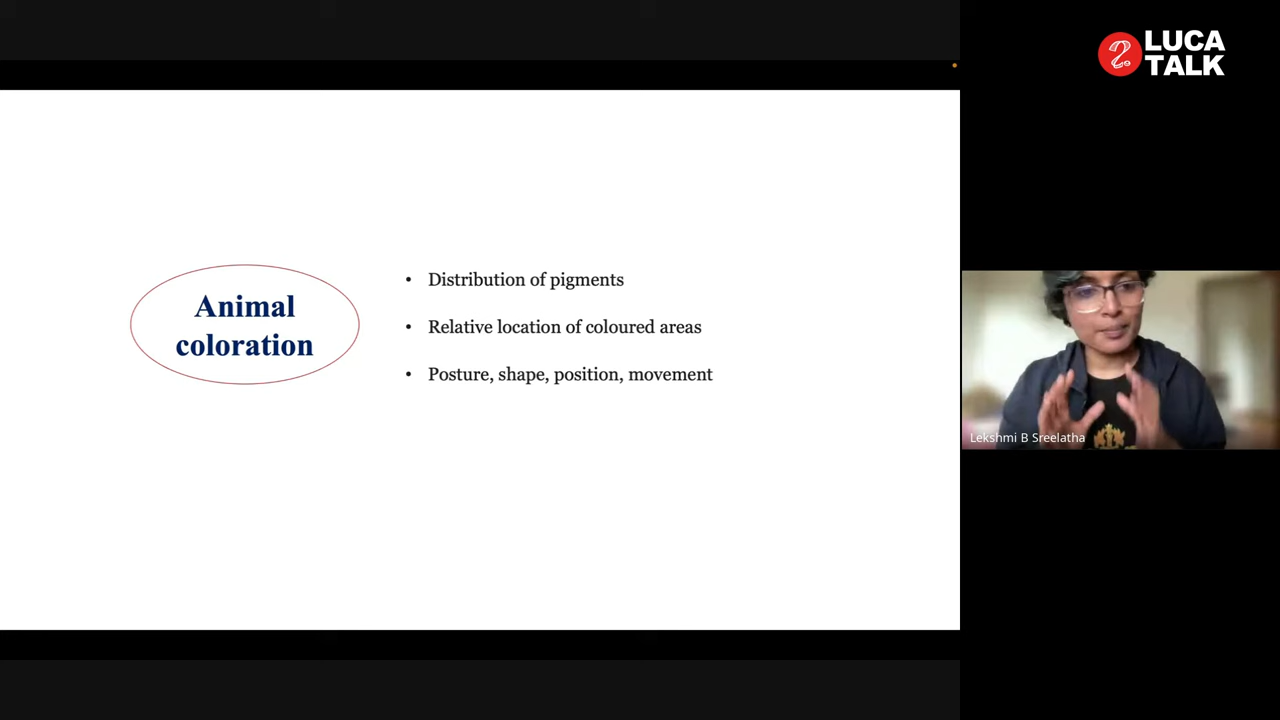 LUCA
TALK
Animal
coloration
• Distribution of pigments
• Relative location of coloured areas
• Posture, shape, position, movement
Lekshmi B Sreelatha